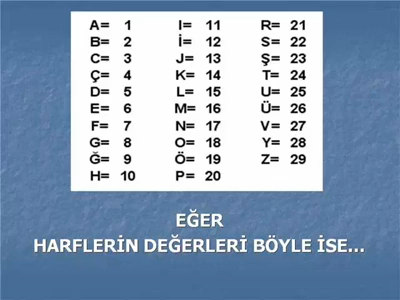 A= 1 I= 11 R= 21
B= 2 İ= 12 S= 22
C= 3 J= 13 Ş= 23
Ç= 4 K= 14 T= 24
D= 5 L= 15 U= 25
E= 6 M= 16 Ü= 26
F= 7 N= 17 V= 27
G= 8 O= 18 Y= 28
Ğ= 9 Ö= 19 Z= 29
H= 10 P= 20
EĞER
HARFLERİN DEĞERLERİ BÖYLE İSE...